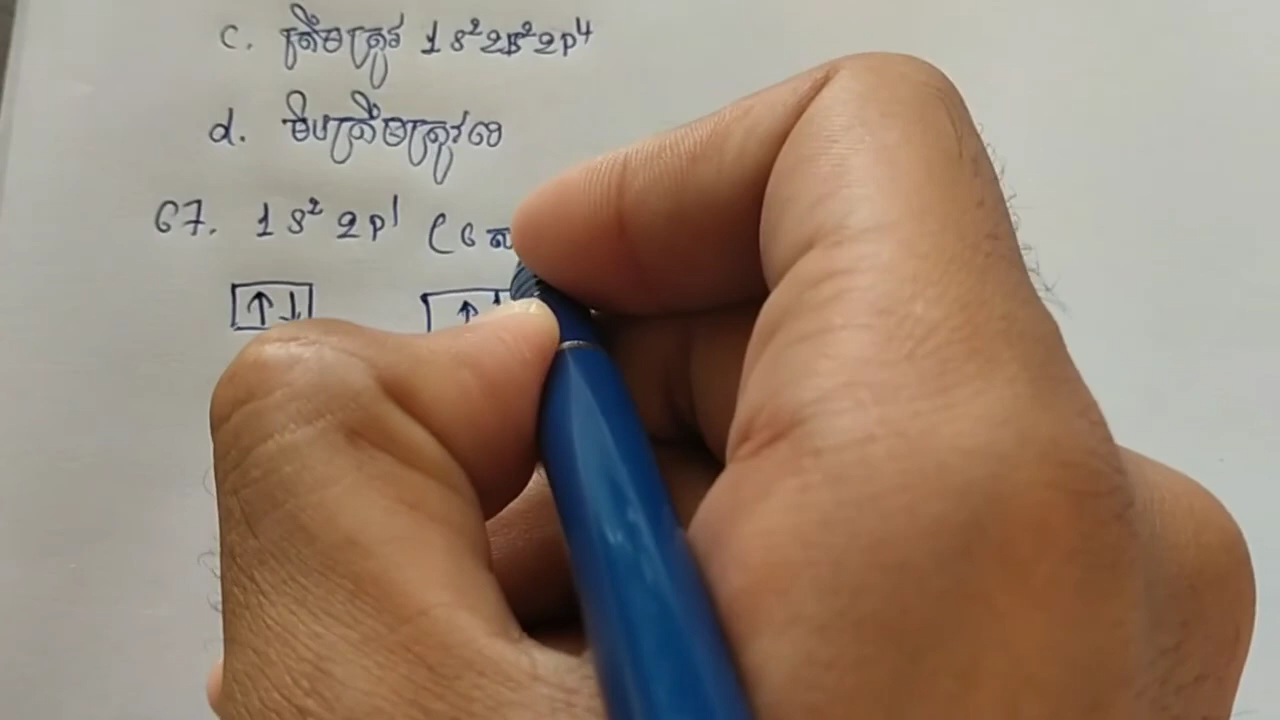 c. ត្រឹមត្រូវ 1s²2s²2p⁴
d. មិនត្រឹមត្រូវទេ
67. 1s² 2p¹ (
↑↓ ↑